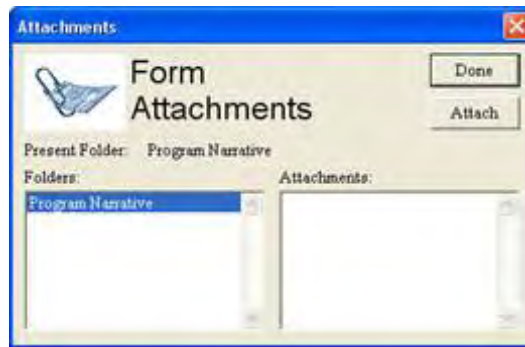 Attachments
Form
Attachments
Done
Attach
Present Folder: Program Narrative
Folders:
Attachments:
Program Narrative